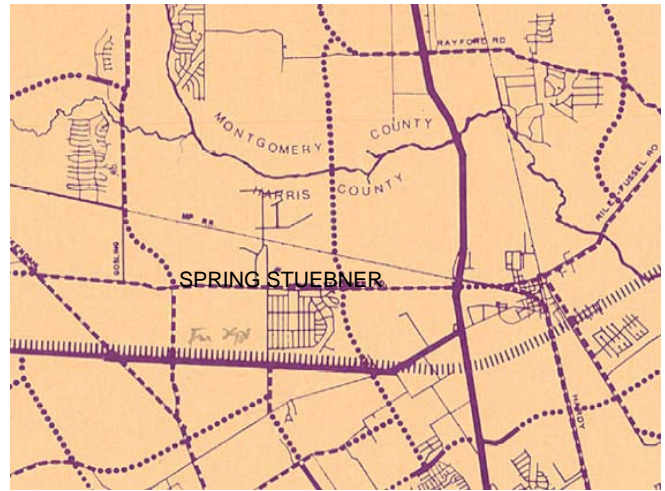 RAYFORD RD
MONTGOMERY COUNTY
HARRIS COUNTY
RILEY-FUSSEL RD
MP RR
GOSLING
SPRING STUEBNER
HARDY